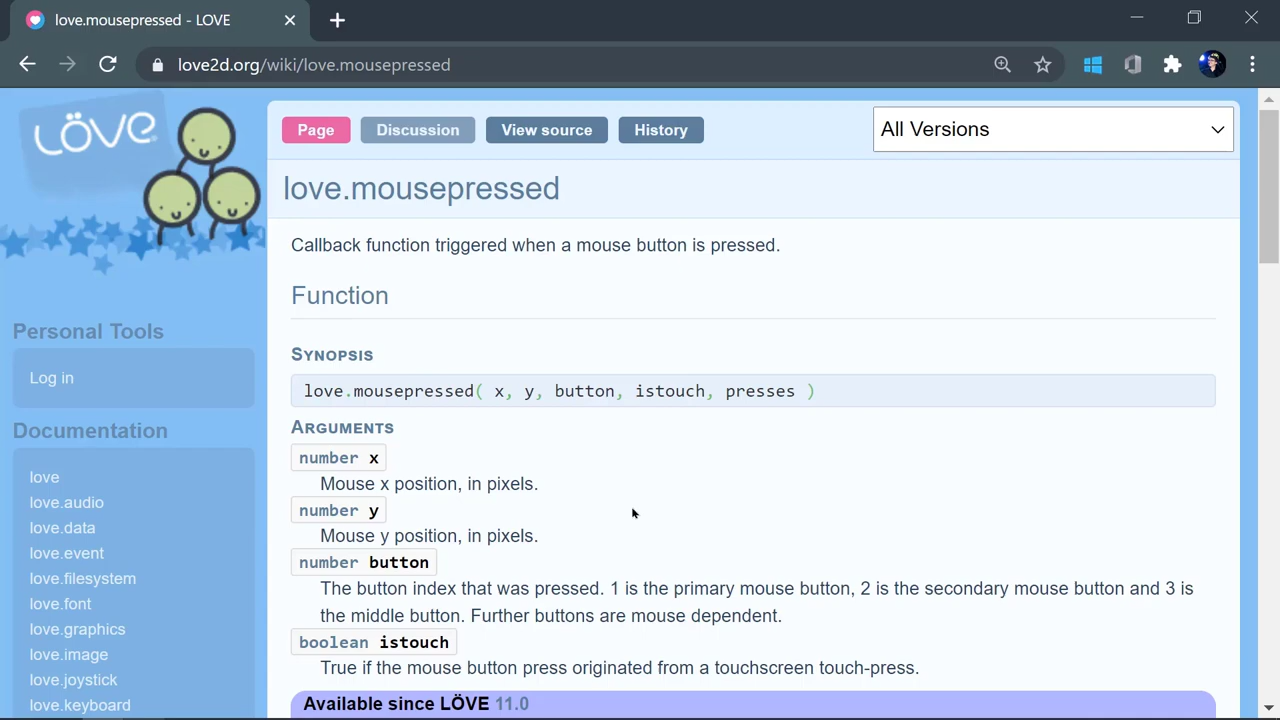 love.mousepressed - LOVE
love2d.org/wiki/love.mousepressed
LÖVE
Page Discussion View source History All Versions
love.mousepressed
Callback function triggered when a mouse button is pressed.
Function
SYNOPSIS
love.mousepressed( x, y, button, istouch, presses )
ARGUMENTS
number x
Mouse x position, in pixels.
number y
Mouse y position, in pixels.
number button
The button index that was pressed. 1 is the primary mouse button, 2 is the secondary mouse button and 3 is
the middle button. Further buttons are mouse dependent.
boolean istouch
True if the mouse button press originated from a touchscreen touch-press.
Available since LÖVE 11.0
Personal Tools
Log in
Documentation
love
love.audio
love.data
love.event
love.filesystem
love.font
love.graphics
love.image
love.joystick
love.keyboard